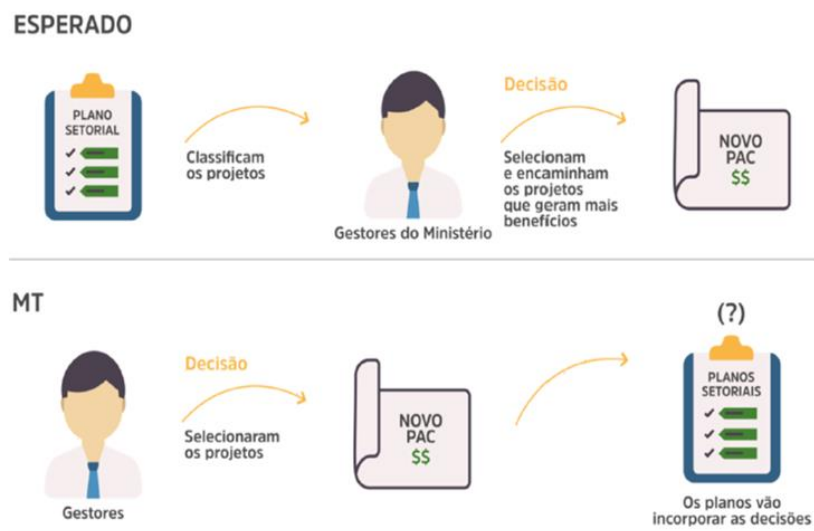 ESPERADO
PLANO
SETORIAL
Classificam
os projetos
Gestores do Ministério
Decisão
Selecionam
e encaminham
os projetos
que geram mais
benefícios
NOVO
PAC
$$
MT
Gestores
Decisão
Selecionaram
os projetos
NOVO
PAC
$$
(?)
PLANOS
SETORIAIS
Os planos vão
incorporar as decisões